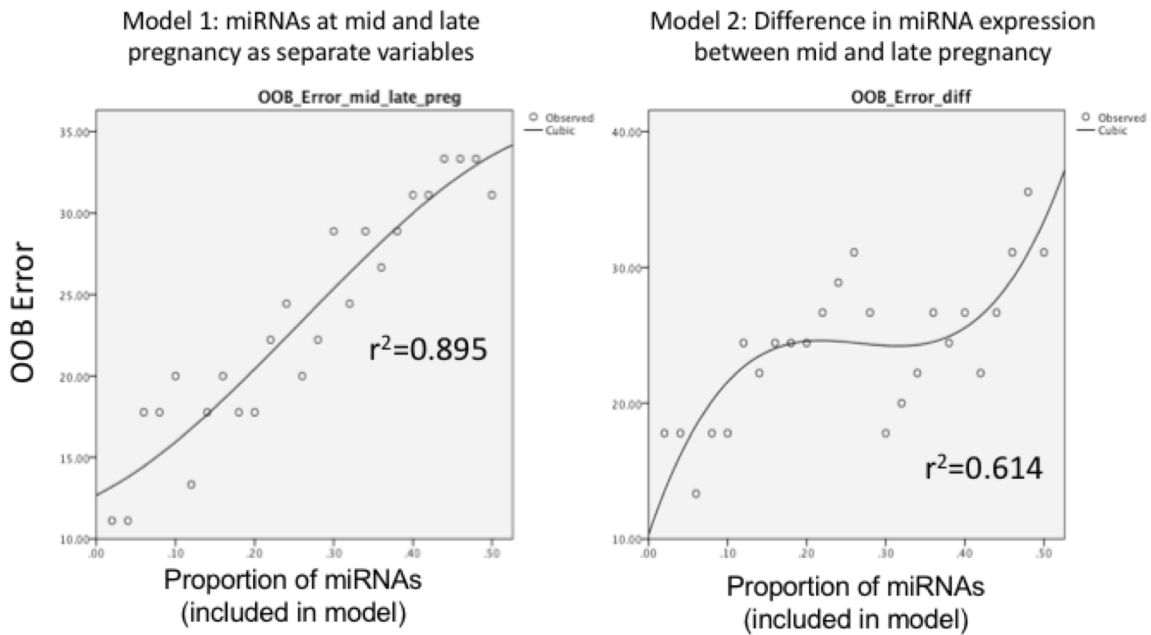 Model 1: miRNAs at mid and late
pregnancy as separate variables
OOB_Error_mid_late_preg
Observed
Cubic
35.00
30.00
25.00
20.00
15.00
10.00
OOB Error
r²=0.895
.00 .10 .20 .30 .40 .50
Proportion of miRNAs
(included in model)
Model 2: Difference in miRNA expression
between mid and late pregnancy
OOB_Error_diff
Observed
Cubic
40.00
30.00
20.00
10.00
r²=0.614
.00 .10 .20 .30 .40 .50
Proportion of miRNAs
(included in model)